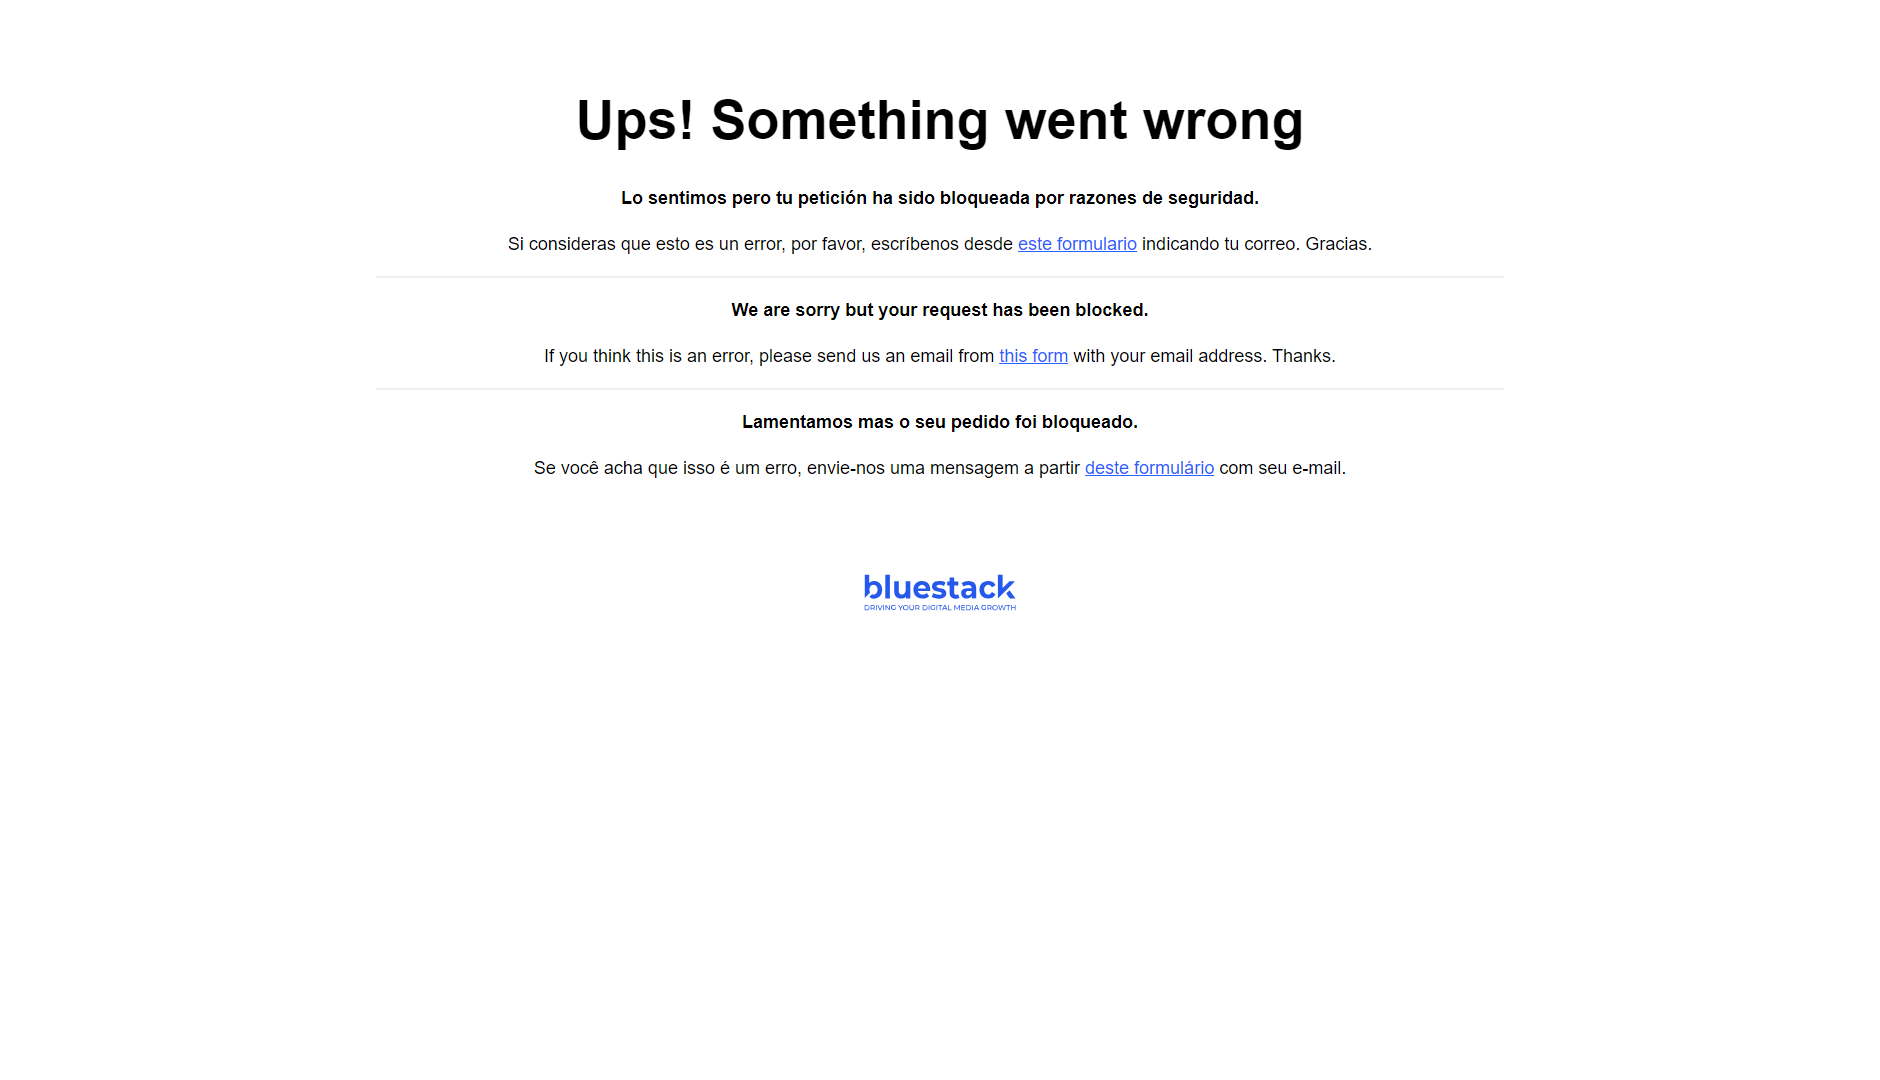 Ups! Something went wrong
Lo sentimos pero tu petición ha sido bloqueada por razones de seguridad.
Si consideras que esto es un error, por favor, escríbenos desde este formulario indicando tu correo. Gracias.
We are sorry but your request has been blocked.
If you think this is an error, please send us an email from this form with your email address. Thanks.
Lamentamos mas o seu pedido foi bloqueado.
Se você acha que isso é um erro, envie-nos uma mensagem a partir deste formulário com seu e-mail.
bluestack
DRIVING YOUR DIGITAL MEDIA GROWTH